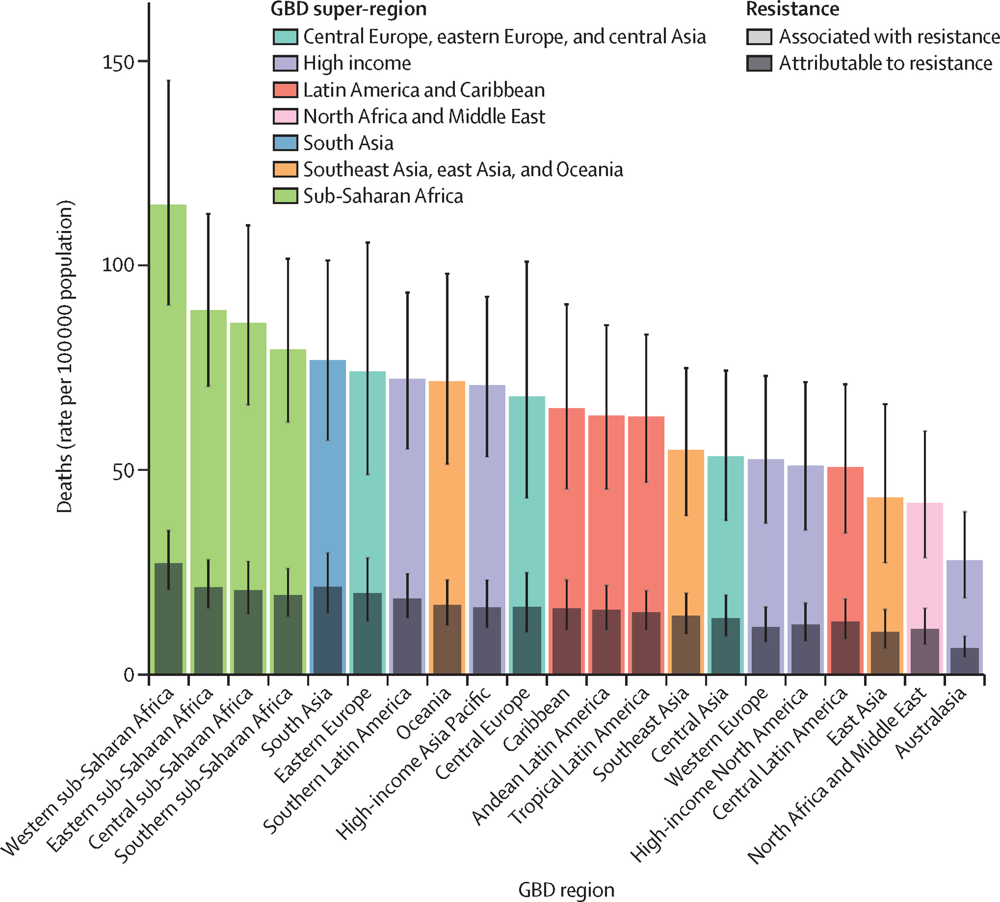 GBD super-region
Central Europe, eastern Europe, and central Asia
High income
Latin America and Caribbean
North Africa and Middle East
South Asia
Southeast Asia, east Asia, and Oceania
Sub-Saharan Africa
Resistance
Associated with resistance
Attributable to resistance
Deaths (rate per 100 000 population)
150
100
50
0
Western sub-Saharan Africa
Eastern sub-Saharan Africa
Central sub-Saharan Africa
Southern sub-Saharan Africa
South Asia
Eastern Europe
Southern Latin America
Oceania
High-income Asia Pacific
Central Europe
Caribbean
Andean Latin America
Tropical Latin America
Southeast Asia
Central Asia
Western Europe
High-income North America
Central Latin America
East Asia
North Africa and Middle East
Australasia
GBD region